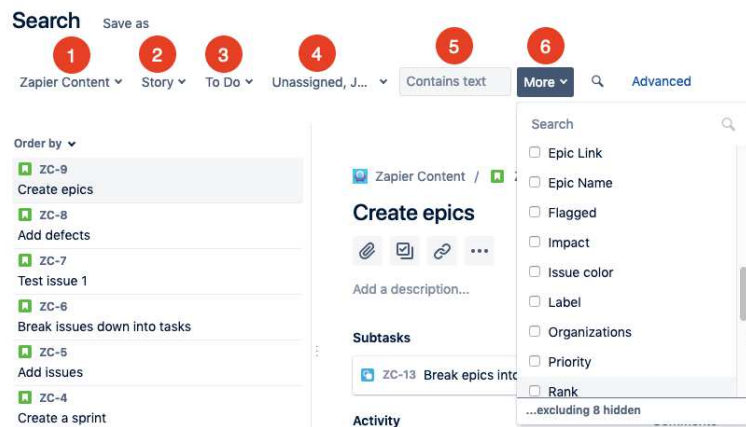 Search Save as
1 2 3 4 5 6
Zapier Content Story To Do Unassigned, J... Contains text More Advanced
Search
Order by
Epic Link
ZC-9
Create epics
Zapier Content /
Epic Name
ZC-8
Add defects
Create epics
Flagged
Impact
ZC-7
Test issue 1
Issue color
Add a description...
ZC-6
Break issues down into tasks
Label
Organizations
Subtasks
ZC-5
Add issues
Priority
ZC-13 Break epics into
ZC-4
Create a sprint
Rank
...excluding 8 hidden
Activity